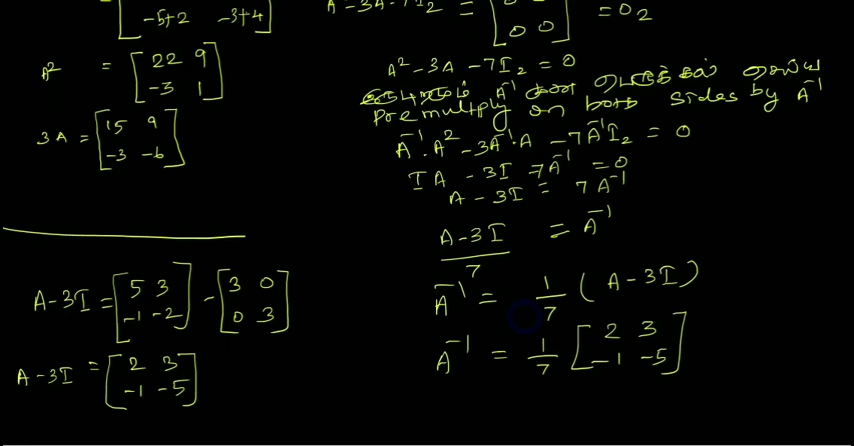 -5+2 -3+4
A² = [22 9
-3 1]
3A = [15 9
-3 -6]
A-3I = [5 3
-1 -2] - [3 0
0 3]
A-3I = [2 3
-1 -5]
A-3A-7I₂ =
0 0] = 0₂
A²-3A-7I₂ = 0
A⁻¹
Premultiply on both sides by A⁻¹
A⁻¹.A²-3A⁻¹.A-7A⁻¹I₂ = 0
IA-3I-7A⁻¹=0
A-3I = 7A⁻¹
A-3I/7 = A⁻¹
A⁻¹ = 1/7 (A-3I)
A⁻¹ = 1/7 [2 3
-1 -5]